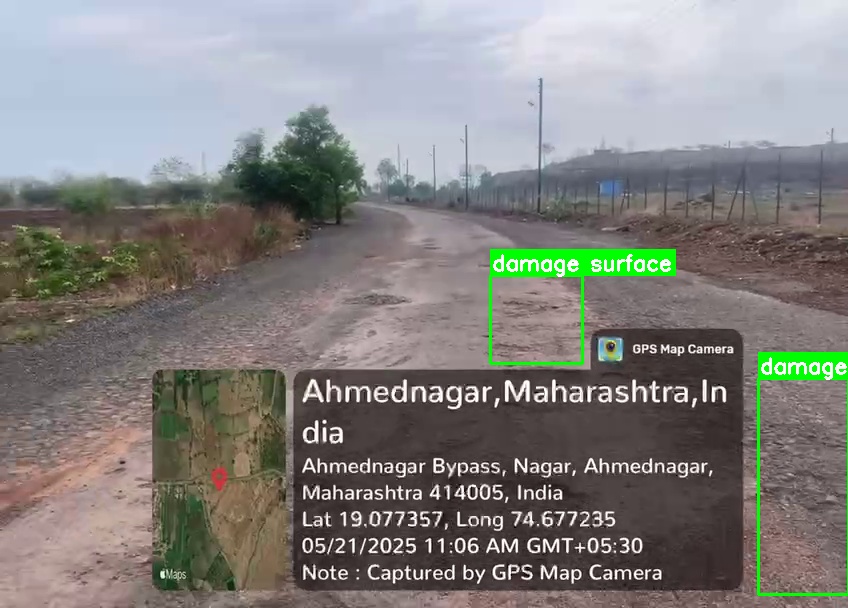 damage surface
GPS Map Camera
damage
Ahmednagar,Maharashtra,In
dia
Ahmednagar Bypass, Nagar, Ahmednagar,
Maharashtra 414005, India
Lat 19.077357, Long 74.677235
05/21/2025 11:06 AM GMT+05:30
Note : Captured by GPS Map Camera
Maps